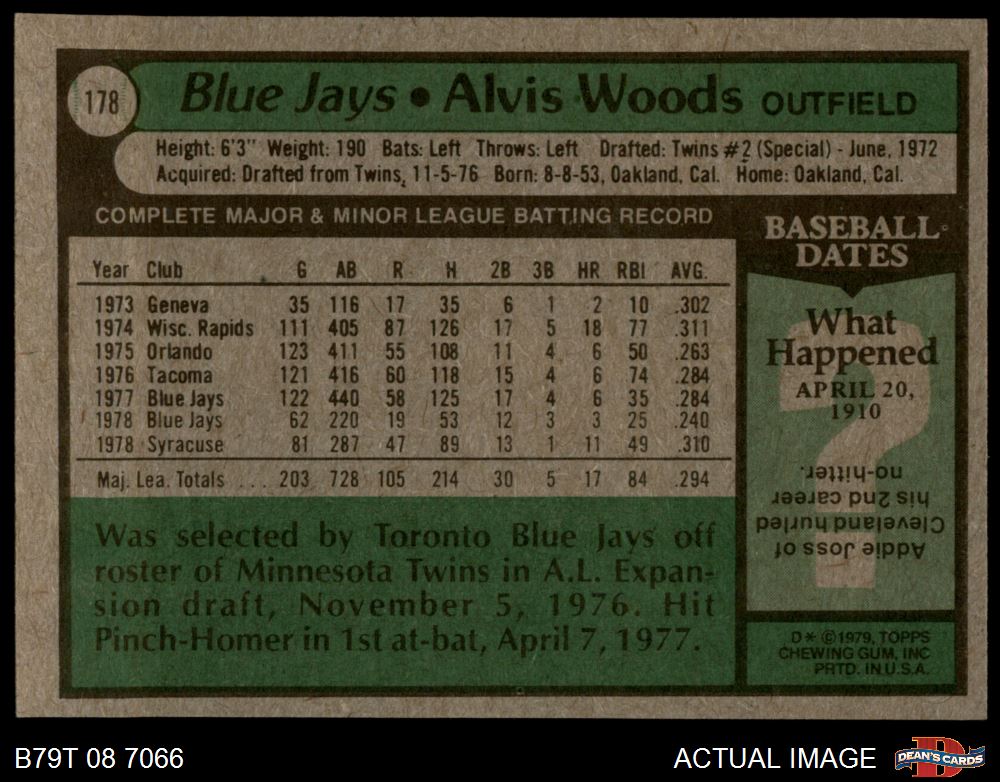 178
Blue Jays • Alvis Woods OUTFIELD
Height: 6'3" Weight: 190 Bats: Left Throws: Left Drafted: Twins #2 (Special) - June, 1972
Acquired: Drafted from Twins, 11-5-76 Born: 8-8-53, Oakland, Cal. Home: Oakland, Cal.
COMPLETE MAJOR & MINOR LEAGUE BATTING RECORD
Year Club G AB R H 2B 3B HR RBI AVG.
1973 Geneva 35 116 17 35 6 1 2 10 .302
1974 Wisc. Rapids 111 405 87 126 17 5 18 77 .311
1975 Orlando 123 411 55 108 11 4 6 50 .263
1976 Tacoma 121 416 60 118 15 4 6 74 .284
1977 Blue Jays 122 440 58 125 17 4 6 35 .284
1978 Blue Jays 62 220 19 53 12 3 3 25 .240
1978 Syracuse 81 287 47 89 13 1 11 49 .310
Maj. Lea. Totals ... 203 728 105 214 30 5 17 84 .294
Was selected by Toronto Blue Jays off
roster of Minnesota Twins in A.L. Expan-
sion draft, November 5, 1976. Hit
Pinch-Homer in 1st at-bat, April 7, 1977.
BASEBALL
DATES
What
Happened
APRIL 20,
1910
?
Addie Joss of
Cleveland hurled
his 2nd career
no-hitter.
D* ©1979, TOPPS
CHEWING GUM, INC
PRTD. IN U.S.A.
B79T 08 7066
ACTUAL IMAGE
D
DEAN'S CARDS